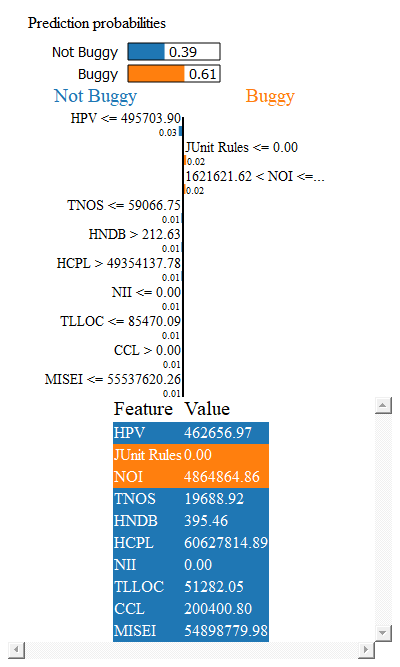 Prediction probabilities
Not Buggy 0.39
Buggy 0.61
Not Buggy Buggy
HPV <= 495703.90
0.03
JUnit Rules <= 0.00
0.02
1621621.62 < NOI <=...
0.02
TNOS <= 59066.75
0.01
HNDB > 212.63
0.01
HCPL > 49354137.78
0.01
NII <= 0.00
0.01
TLLOC <= 85470.09
0.01
CCL > 0.00
0.01
MISEI <= 55537620.26
0.01
Feature Value
HPV 462656.97
JUnit Rules 0.00
NOI 4864864.86
TNOS 19688.92
HNDB 395.46
HCPL 60627814.89
NII 0.00
TLLOC 51282.05
CCL 200400.80
MISEI 54898779.98